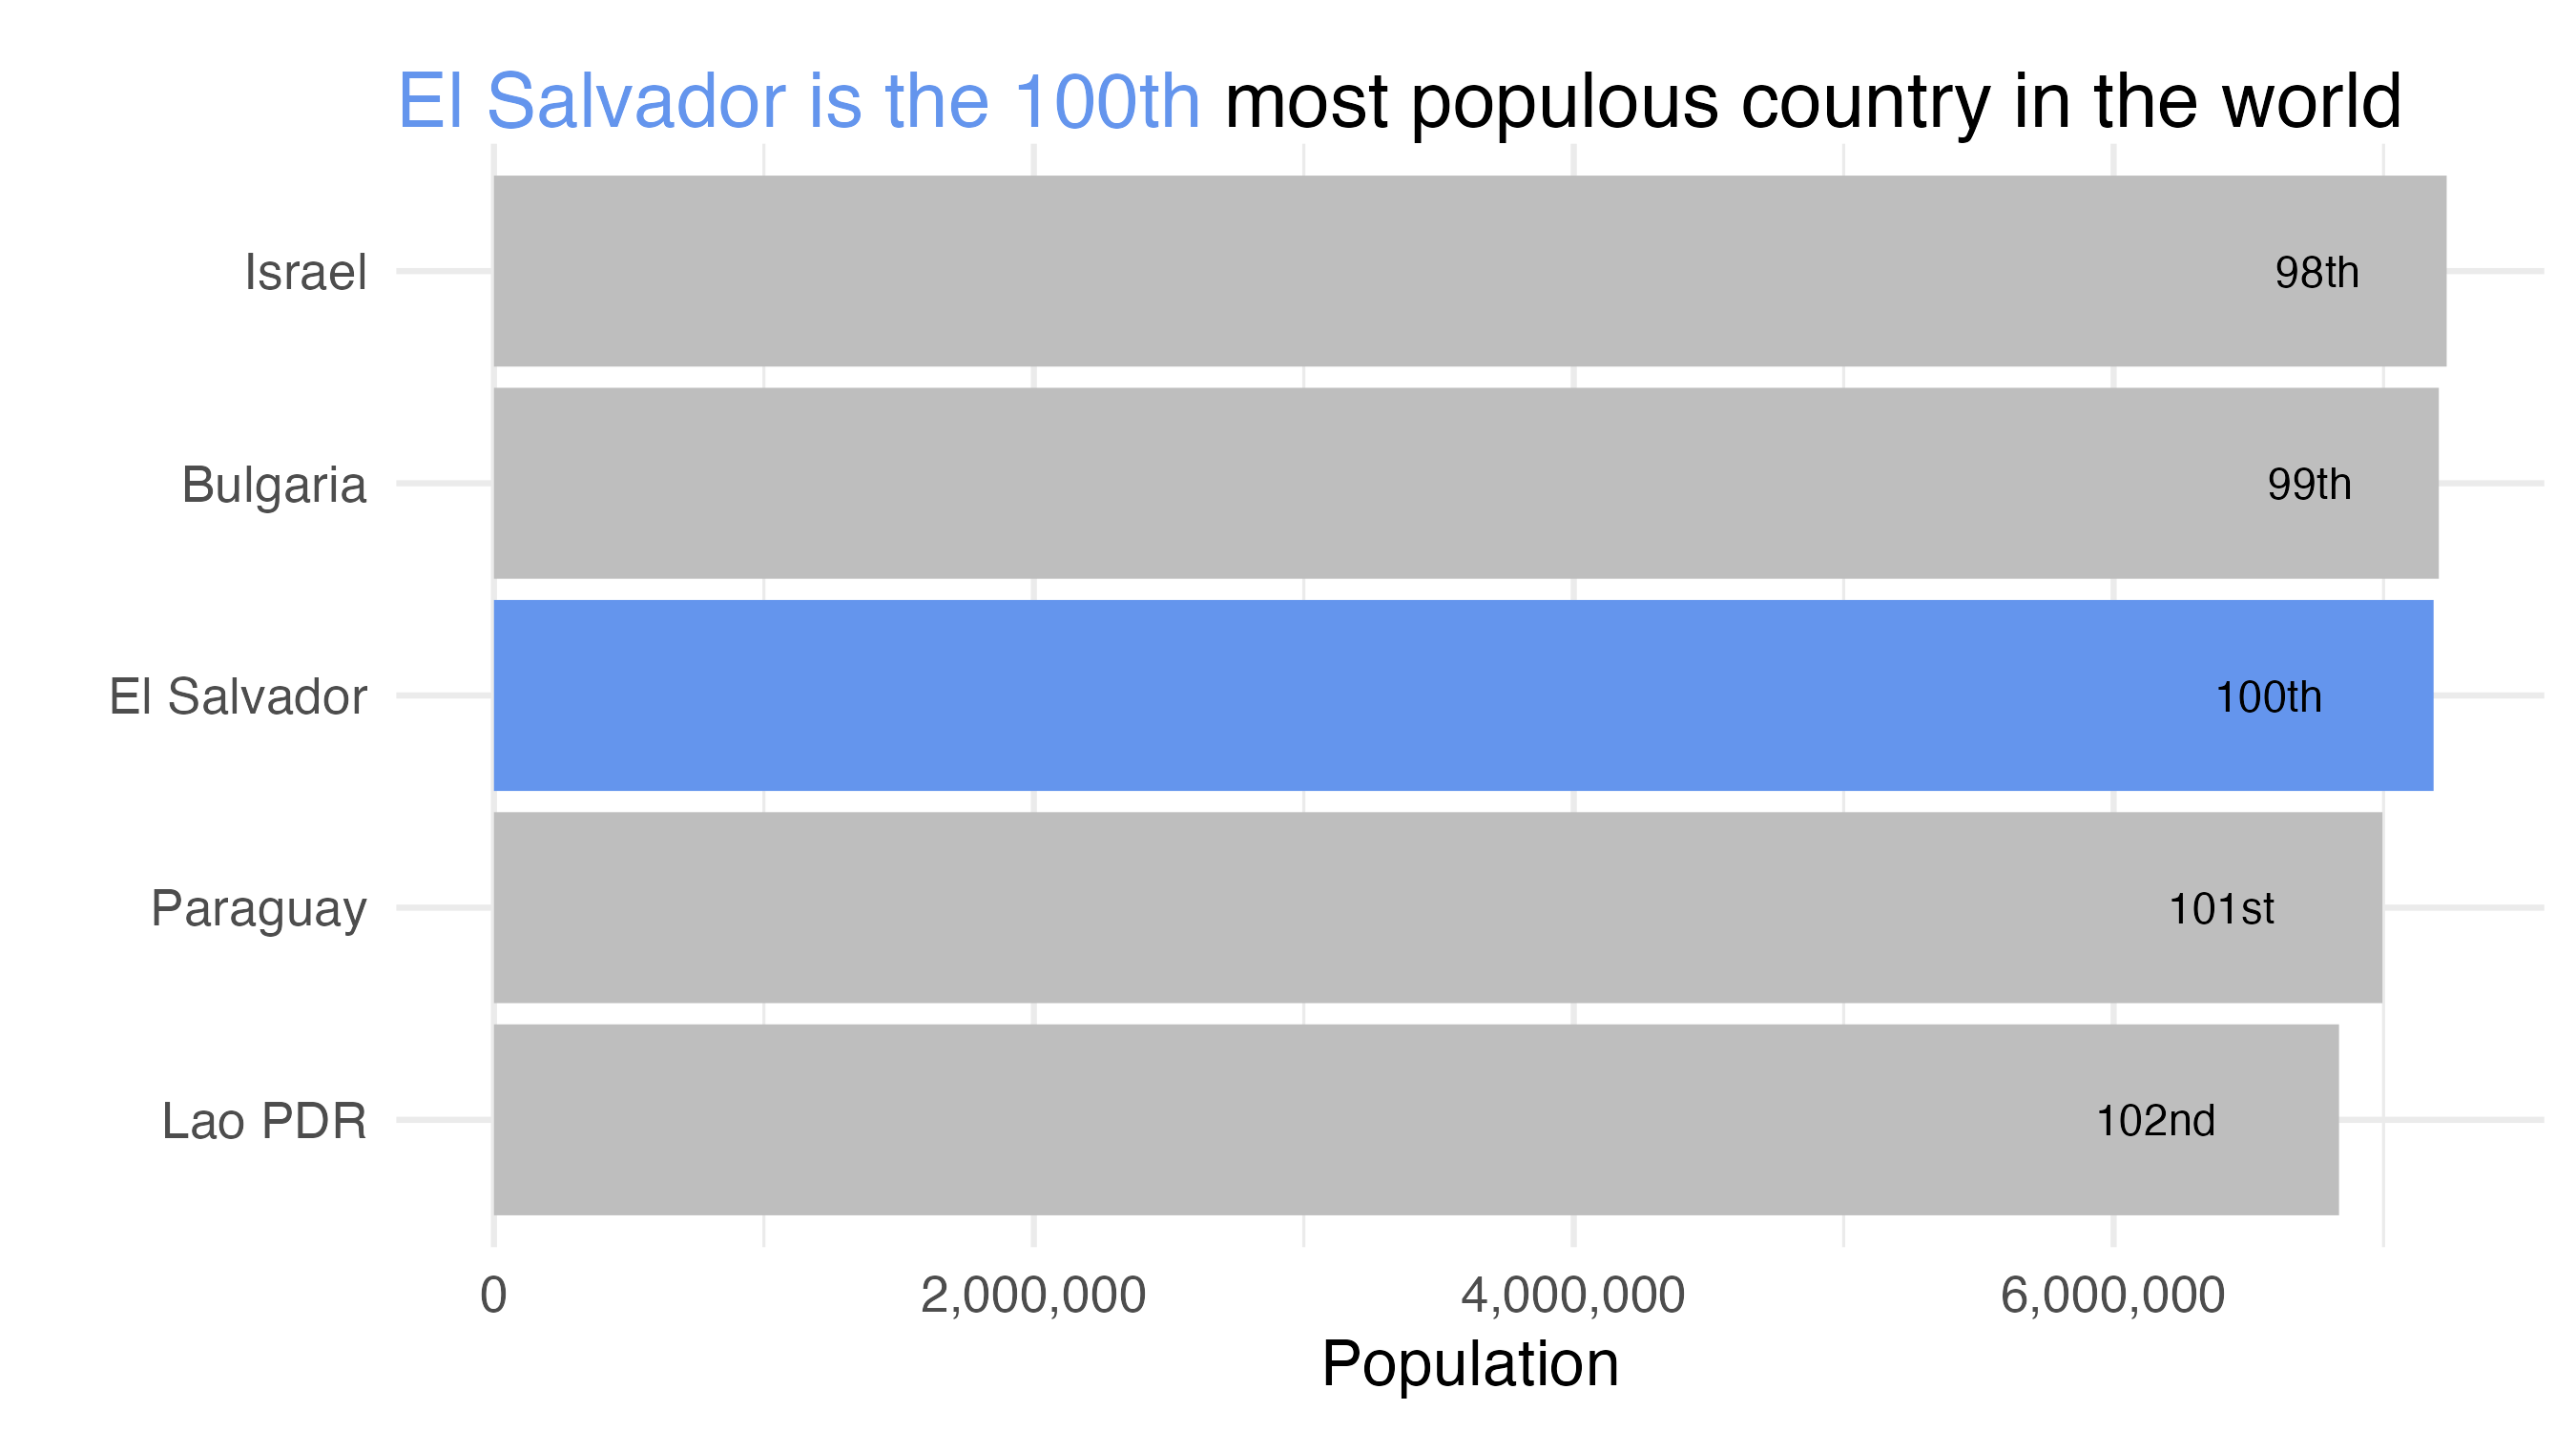 El Salvador is the 100th most populous country in the world
Israel 98th
Bulgaria 99th
El Salvador 100th
Paraguay 101st
Lao PDR 102nd
0 2,000,000 4,000,000 6,000,000
Population